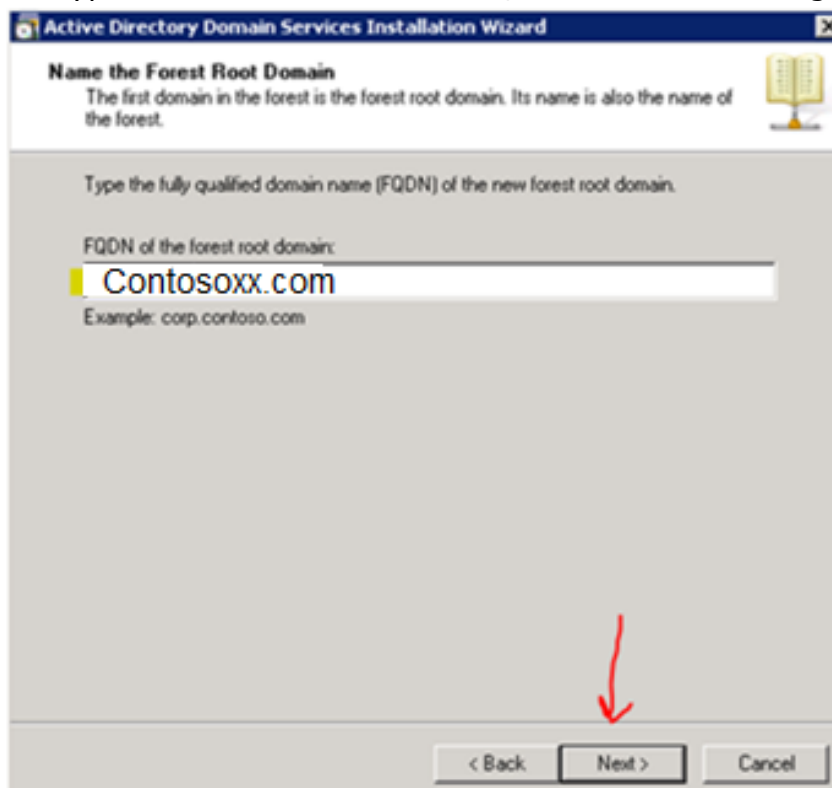 Active Directory Domain Services Installation Wizard
Name the Forest Root Domain
The first domain in the forest is the forest root domain. Its name is also the name of
the forest.
Type the fully qualified domain name (FQDN) of the new forest root domain.
FQDN of the forest root domain:
Contosoxx.com
Example: corp.contoso.com
< Back
Next >
Cancel